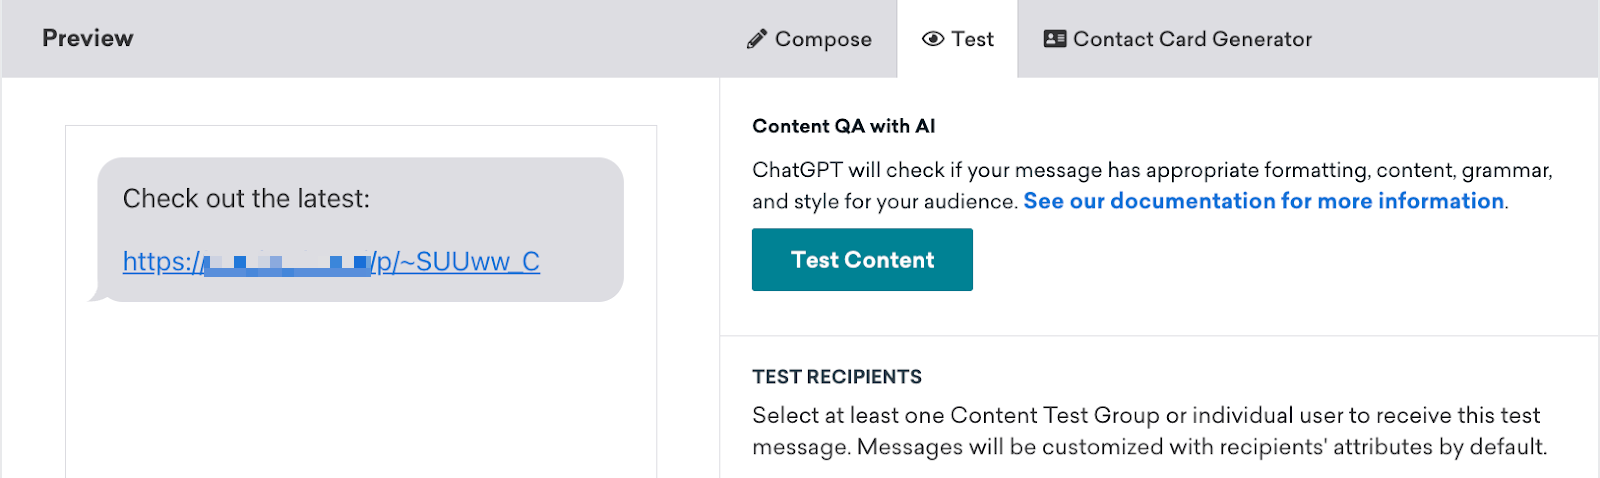 Preview
Compose
Test
Contact Card Generator
Check out the latest:
https://
/p/~SUUww_C
Content QA with AI
ChatGPT will check if your message has appropriate formatting, content, grammar,
and style for your audience. See our documentation for more information.
Test Content
TEST RECIPIENTS
Select at least one Content Test Group or individual user to receive this test
message. Messages will be customized with recipients' attributes by default.